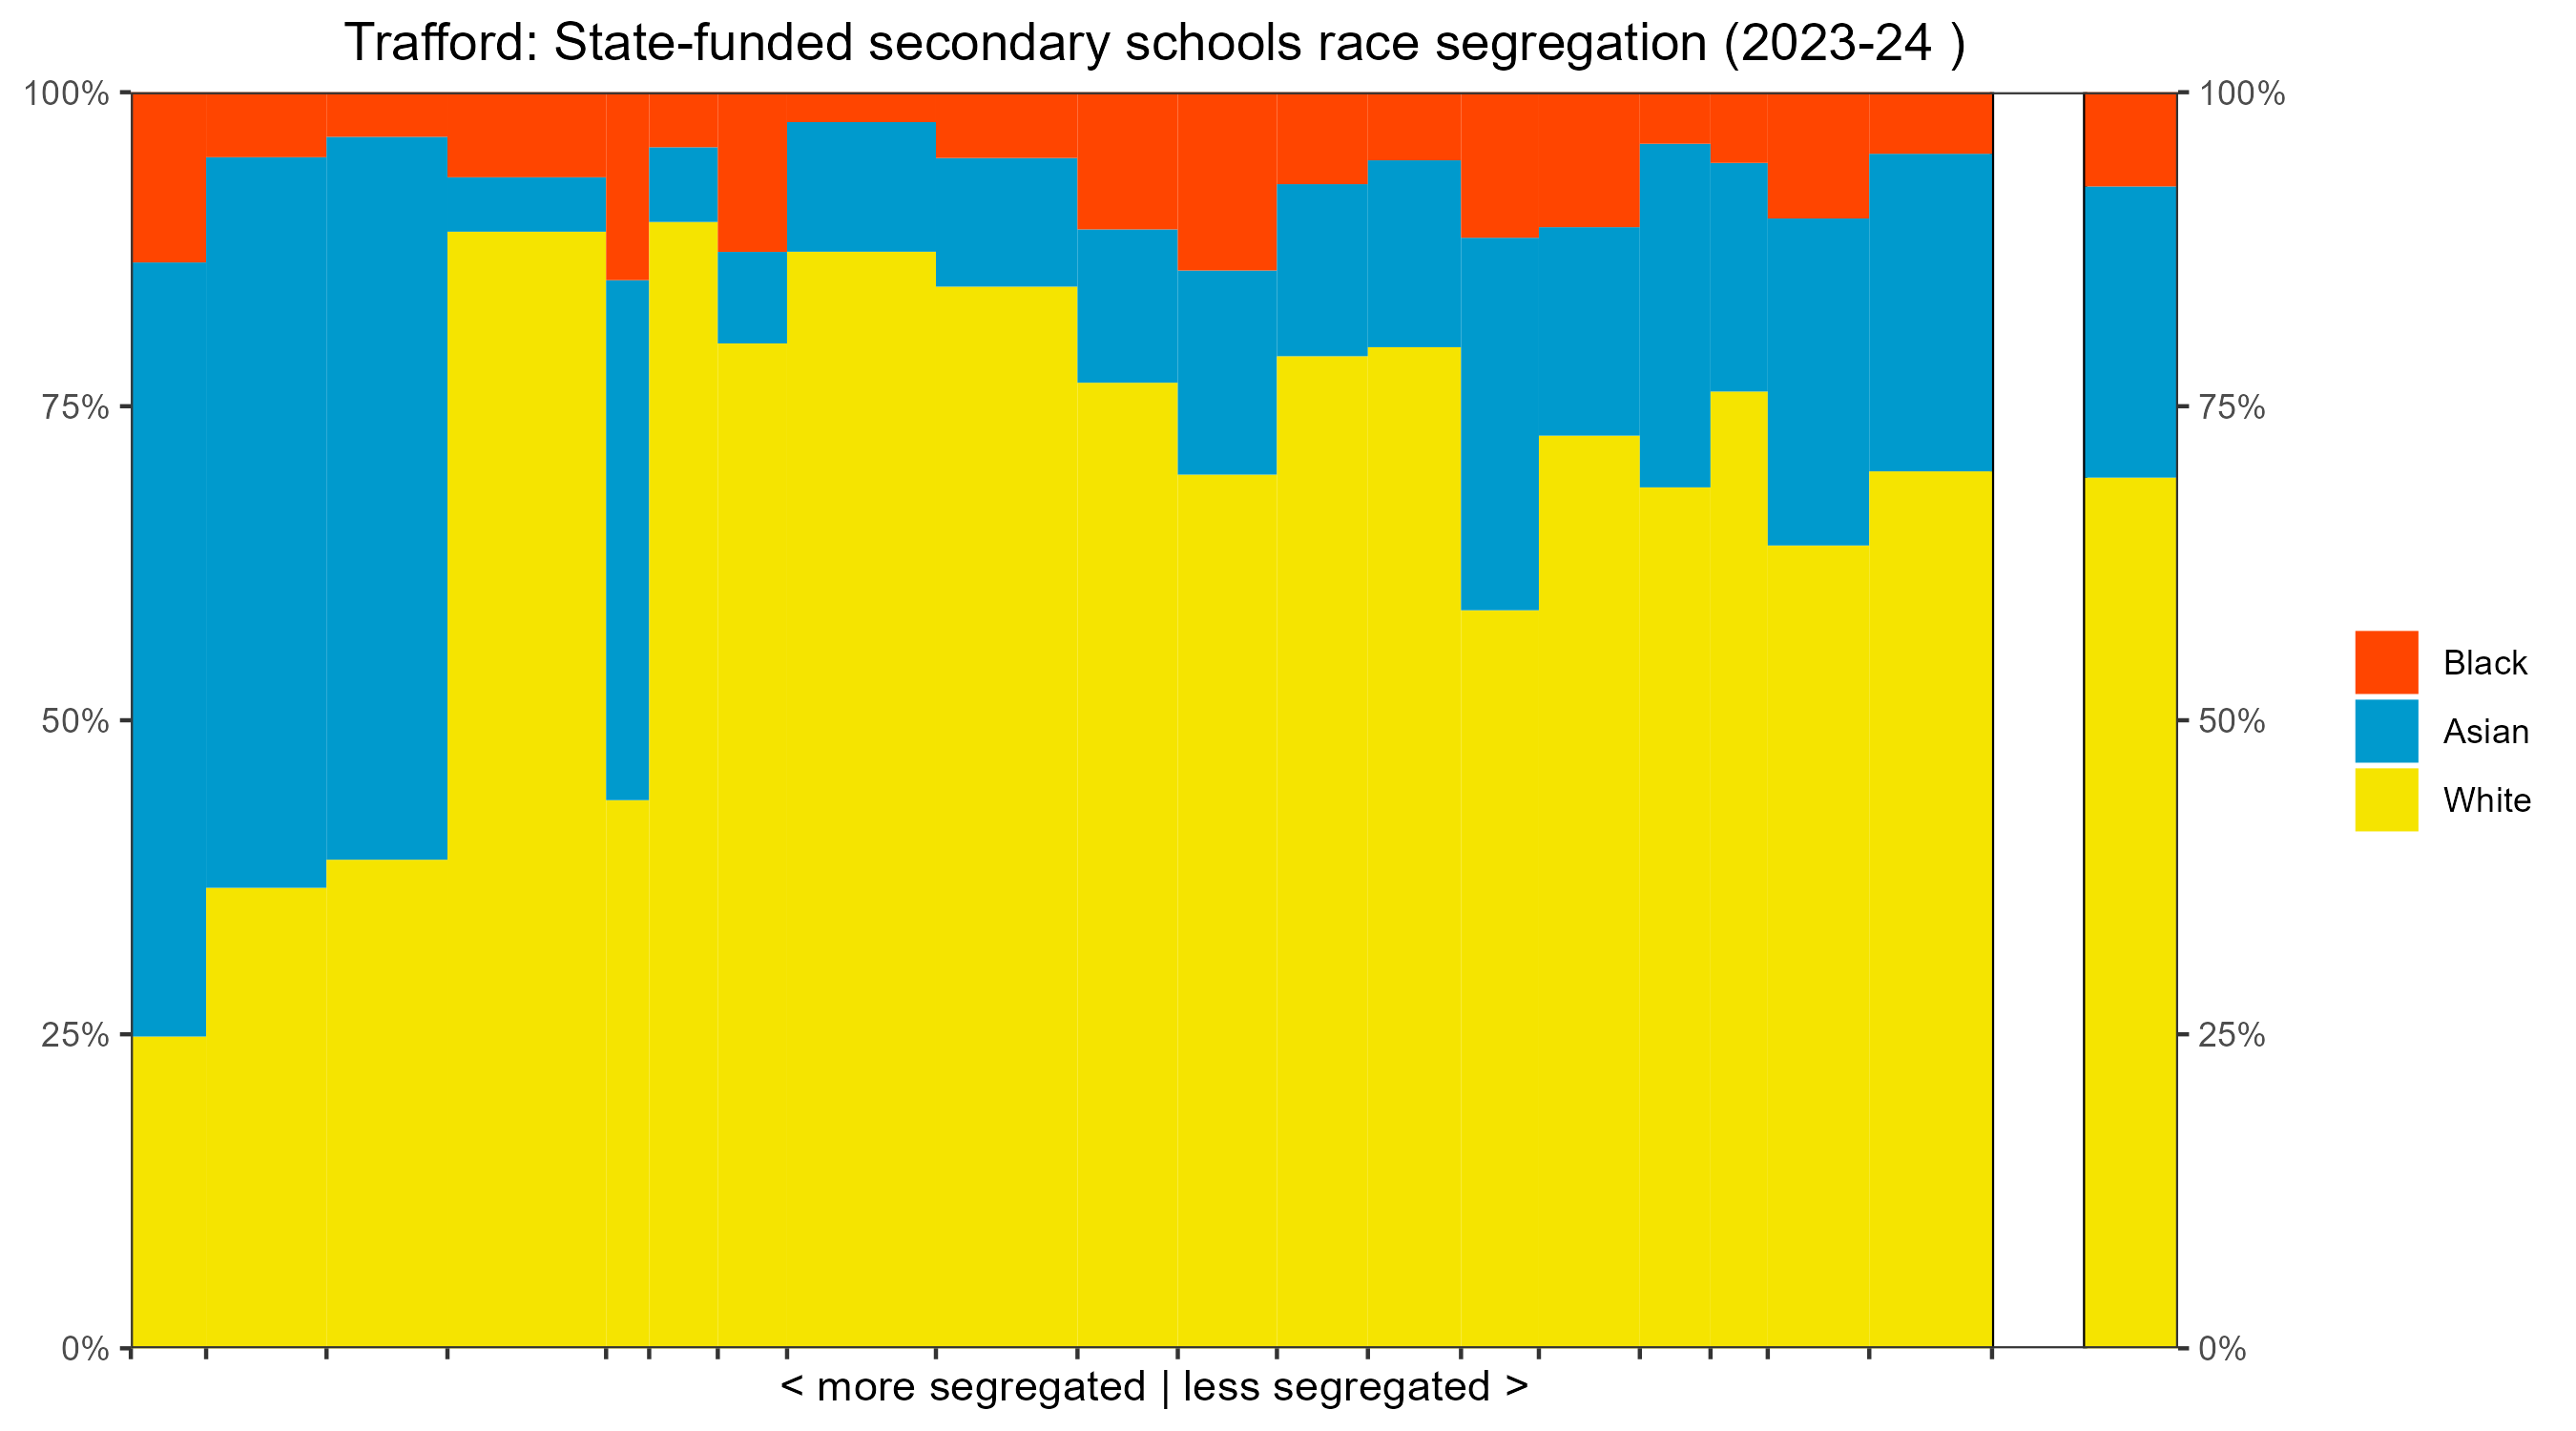 Trafford: State-funded secondary schools race segregation (2023-24 )
100%
75%
50%
25%
0%
100%
75%
50%
25%
0%
Black
Asian
White
< more segregated | less segregated >